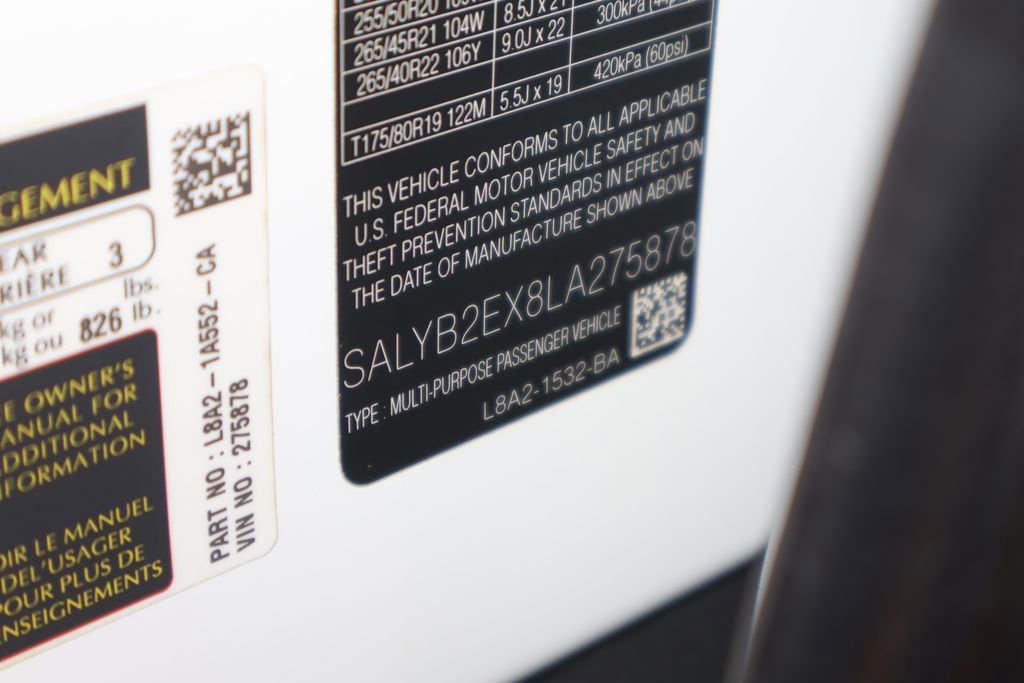 GEMENT
EAR 3
RIÈRE
kg or 826 lbs.
kg ou lb.
E OWNER'S
ANUAL FOR
DDITIONAL
FORMATION
OIR LE MANUEL
DEL'USAGER
POUR PLUS DE
ENSEIGNEMENTS
PART NO : L8A2-1A552-CA
VIN NO : 275878
255/50R20 8.5J x 21
265/45R21 104W 9.0J x 22 300kPa
265/40R22 106Y
T175/80R19 122M 5.5J x 19 420kPa (60psi)
THIS VEHICLE CONFORMS TO ALL APPLICABLE
U.S. FEDERAL MOTOR VEHICLE SAFETY AND
THEFT PREVENTION STANDARDS IN EFFECT ON
THE DATE OF MANUFACTURE SHOWN ABOVE
SALYB2EX8LA275878
TYPE : MULTI-PURPOSE PASSENGER VEHICLE
L8A2-1532-BA